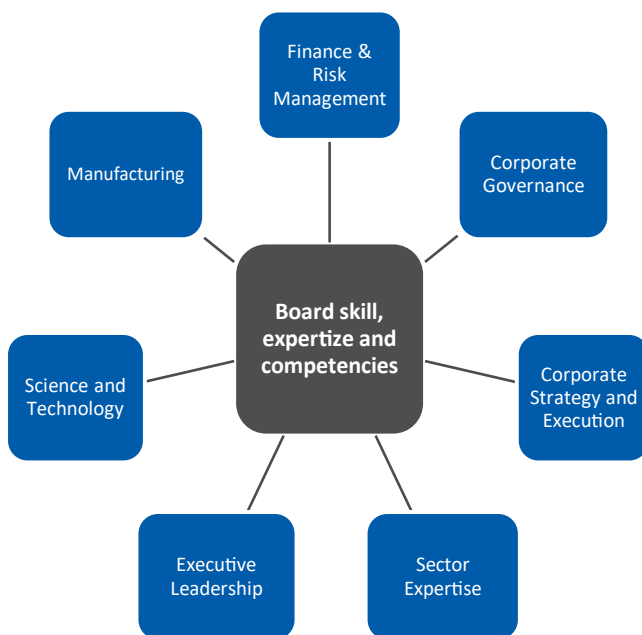 Finance &
Risk
Management
Manufacturing
Corporate
Governance
Board skill,
expertize and
competencies
Science and
Technology
Corporate
Strategy and
Execution
Executive
Leadership
Sector
Expertise